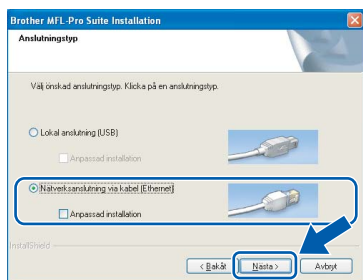 Brother MFL-Pro Suite Installation
Anslutningstyp
Välj önskad anslutningstyp. Klicka på en anslutningstyp.
Lokal anslutning (USB)
Anpassad installation
Nätverksanslutning via kabel (Ethernet)
Anpassad installation
InstallShield
< Bakåt
Nästa >
Avbryt